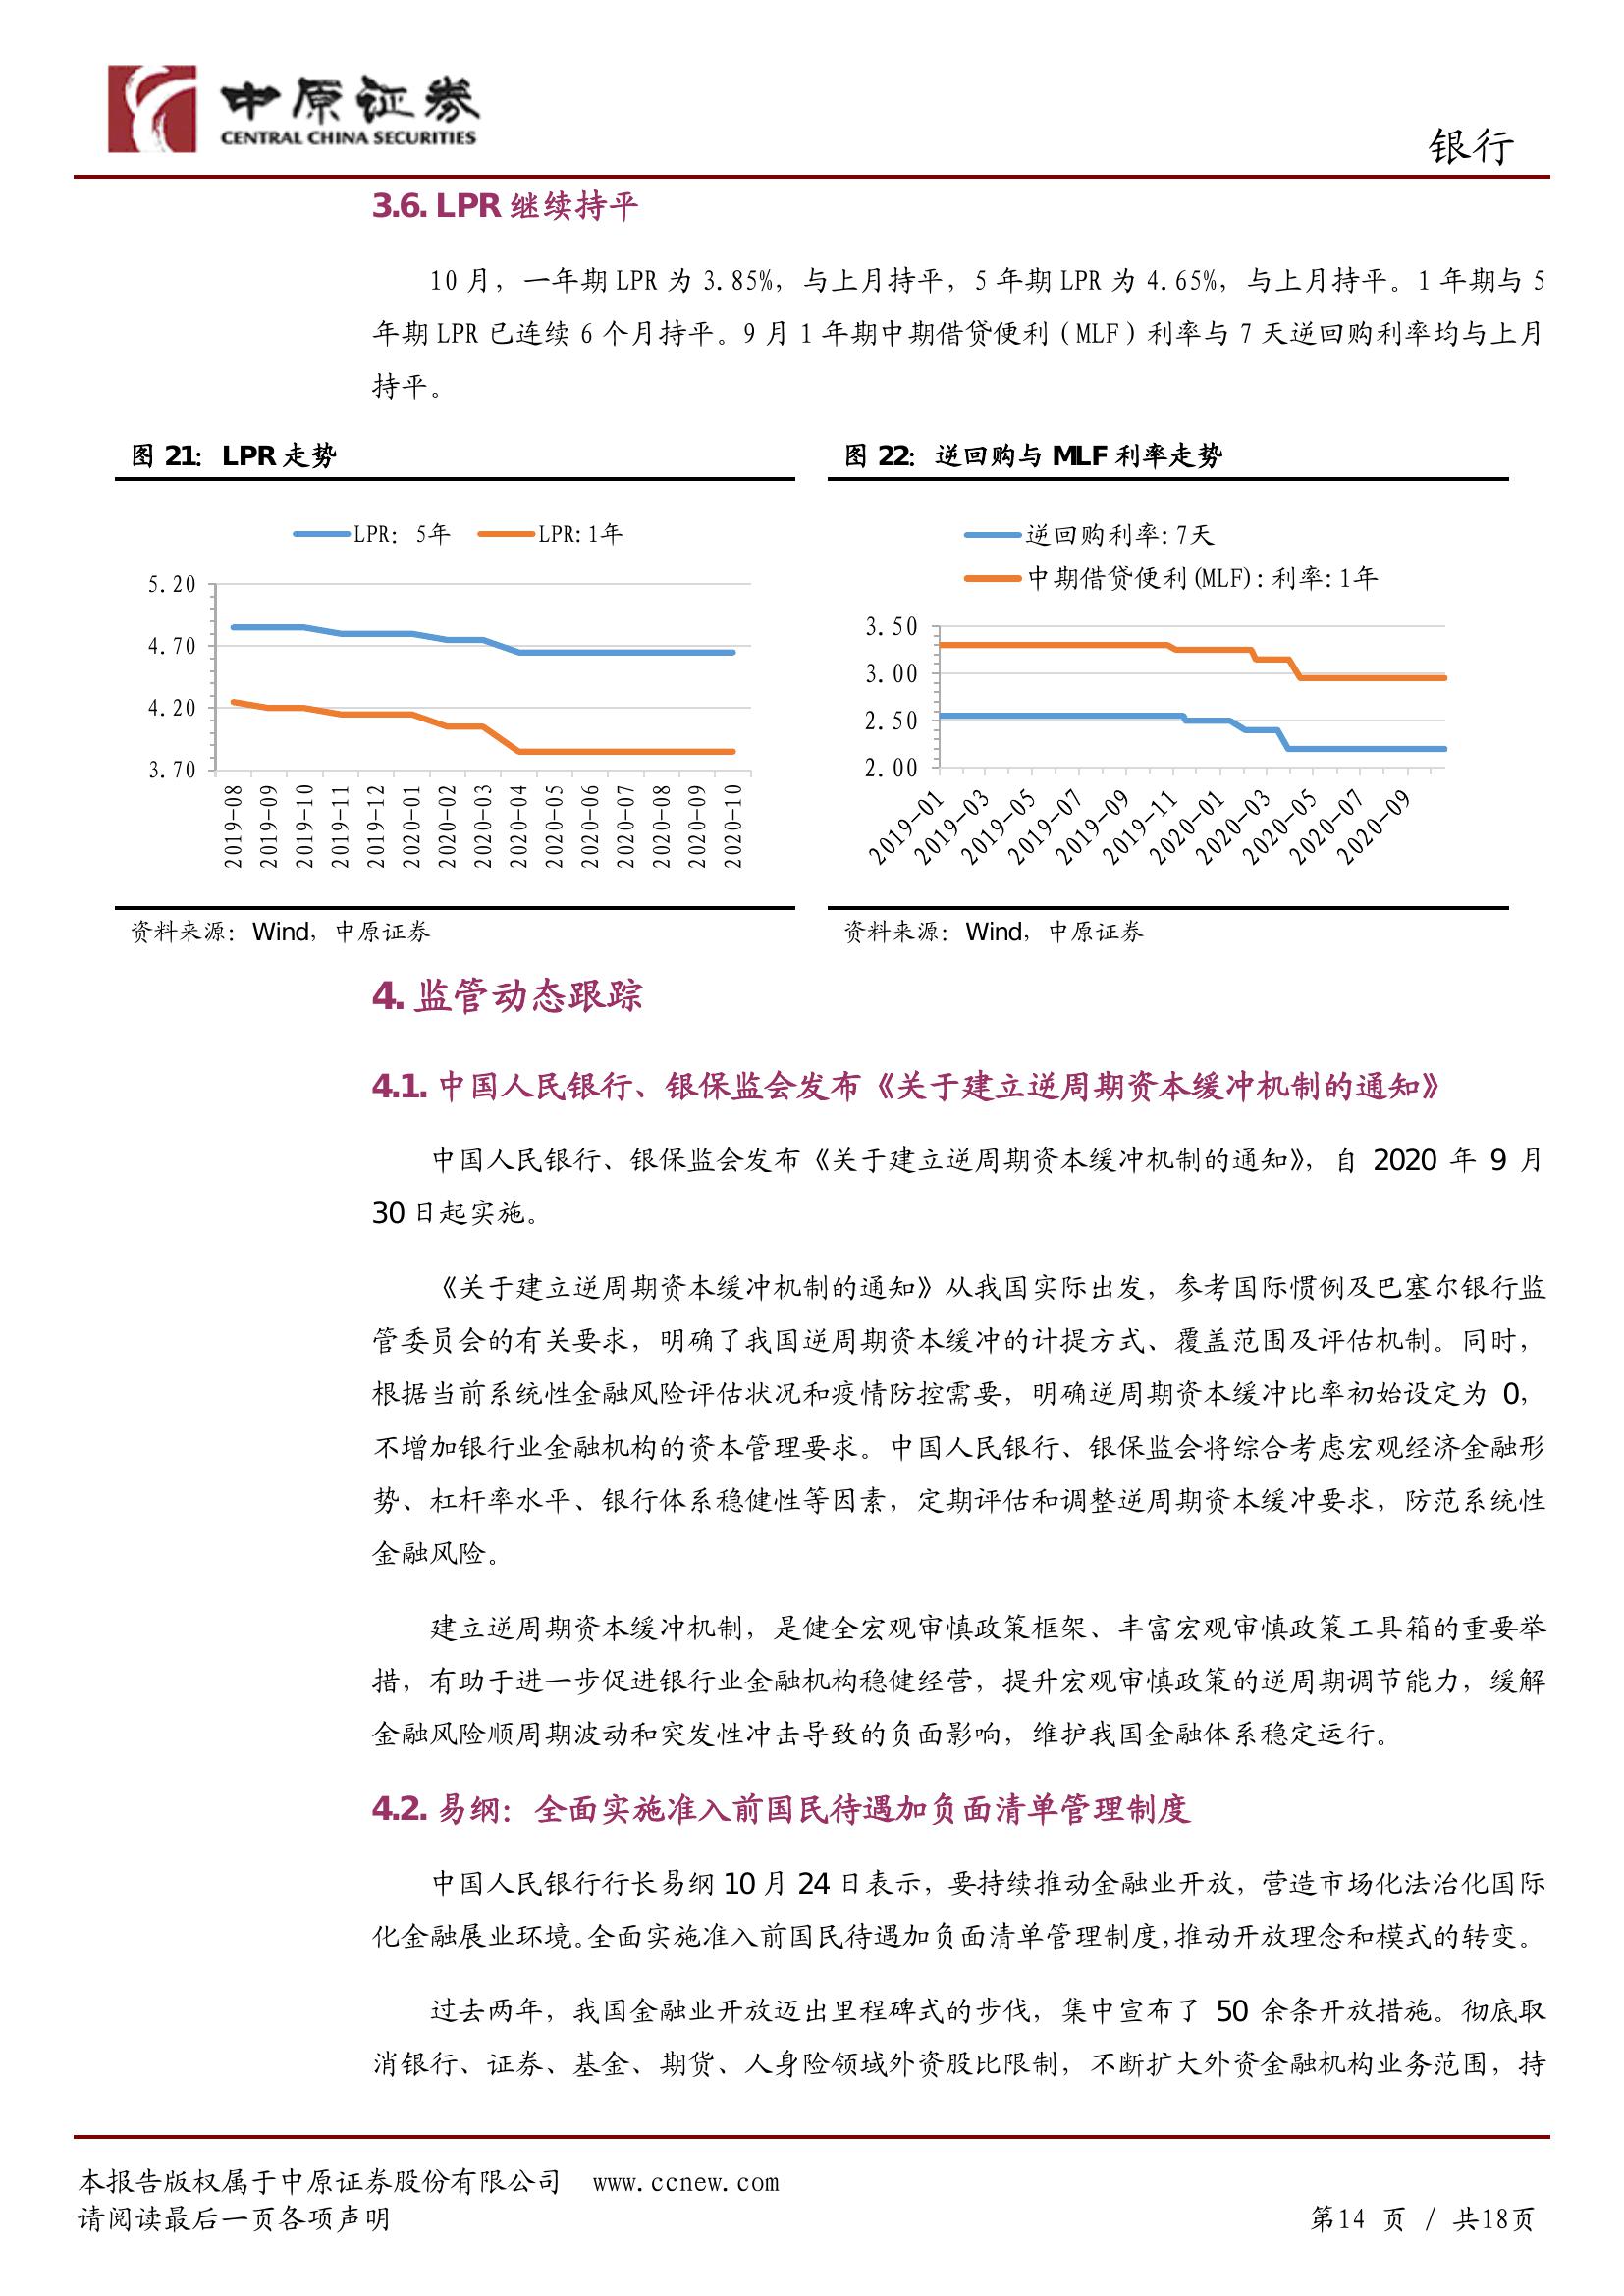 中原证券
CENTRAL CHINA SECURITIES
银行
3.6. LPR 继续持平
10 月，一年期 LPR 为 3.85%，与上月持平，5 年期 LPR 为 4.65%，与上月持平。1 年期与 5
年期 LPR 已连续 6 个月持平。9 月 1 年期中期借贷便利（MLF）利率与 7 天逆回购利率均与上月
持平。
图 21：LPR 走势
LPR： 5年 LPR:1年
5.20
4.70
4.20
3.70
2019-08 2019-09 2019-10 2019-11 2019-12 2020-01 2020-02 2020-03 2020-04 2020-05 2020-06 2020-07 2020-08 2020-09 2020-10
资料来源：Wind，中原证券
图 22：逆回购与 MLF 利率走势
逆回购利率:7天
中期借贷便利(MLF):利率:1年
3.50
3.00
2.50
2.00
2019-01 2019-03 2019-05 2019-07 2019-09 2019-11 2020-01 2020-03 2020-05 2020-07 2020-09
资料来源：Wind，中原证券
4. 监管动态跟踪
4.1. 中国人民银行、银保监会发布《关于建立逆周期资本缓冲机制的通知》
中国人民银行、银保监会发布《关于建立逆周期资本缓冲机制的通知》，自 2020 年 9 月
30 日起实施。
《关于建立逆周期资本缓冲机制的通知》从我国实际出发，参考国际惯例及巴塞尔银行监
管委员会的有关要求，明确了我国逆周期资本缓冲的计提方式、覆盖范围及评估机制。同时，
根据当前系统性金融风险评估状况和疫情防控需要，明确逆周期资本缓冲比率初始设定为 0，
不增加银行业金融机构的资本管理要求。中国人民银行、银保监会将综合考虑宏观经济金融形
势、杠杆率水平、银行体系稳健性等因素，定期评估和调整逆周期资本缓冲要求，防范系统性
金融风险。
建立逆周期资本缓冲机制，是健全宏观审慎政策框架、丰富宏观审慎政策工具箱的重要举
措，有助于进一步促进银行业金融机构稳健经营，提升宏观审慎政策的逆周期调节能力，缓解
金融风险顺周期波动和突发性冲击导致的负面影响，维护我国金融体系稳定运行。
4.2. 易纲：全面实施准入前国民待遇加负面清单管理制度
中国人民银行行长易纲 10 月 24 日表示，要持续推动金融业开放，营造市场化法治化国际
化金融展业环境。全面实施准入前国民待遇加负面清单管理制度，推动开放理念和模式的转变。
过去两年，我国金融业开放迈出里程碑式的步伐，集中宣布了 50 余条开放措施。彻底取
消银行、证券、基金、期货、人身险领域外资股比限制，不断扩大外资金融机构业务范围，持
本报告版权属于中原证券股份有限公司 www.ccnew.com
请阅读最后一页各项声明
第14 页 / 共18页